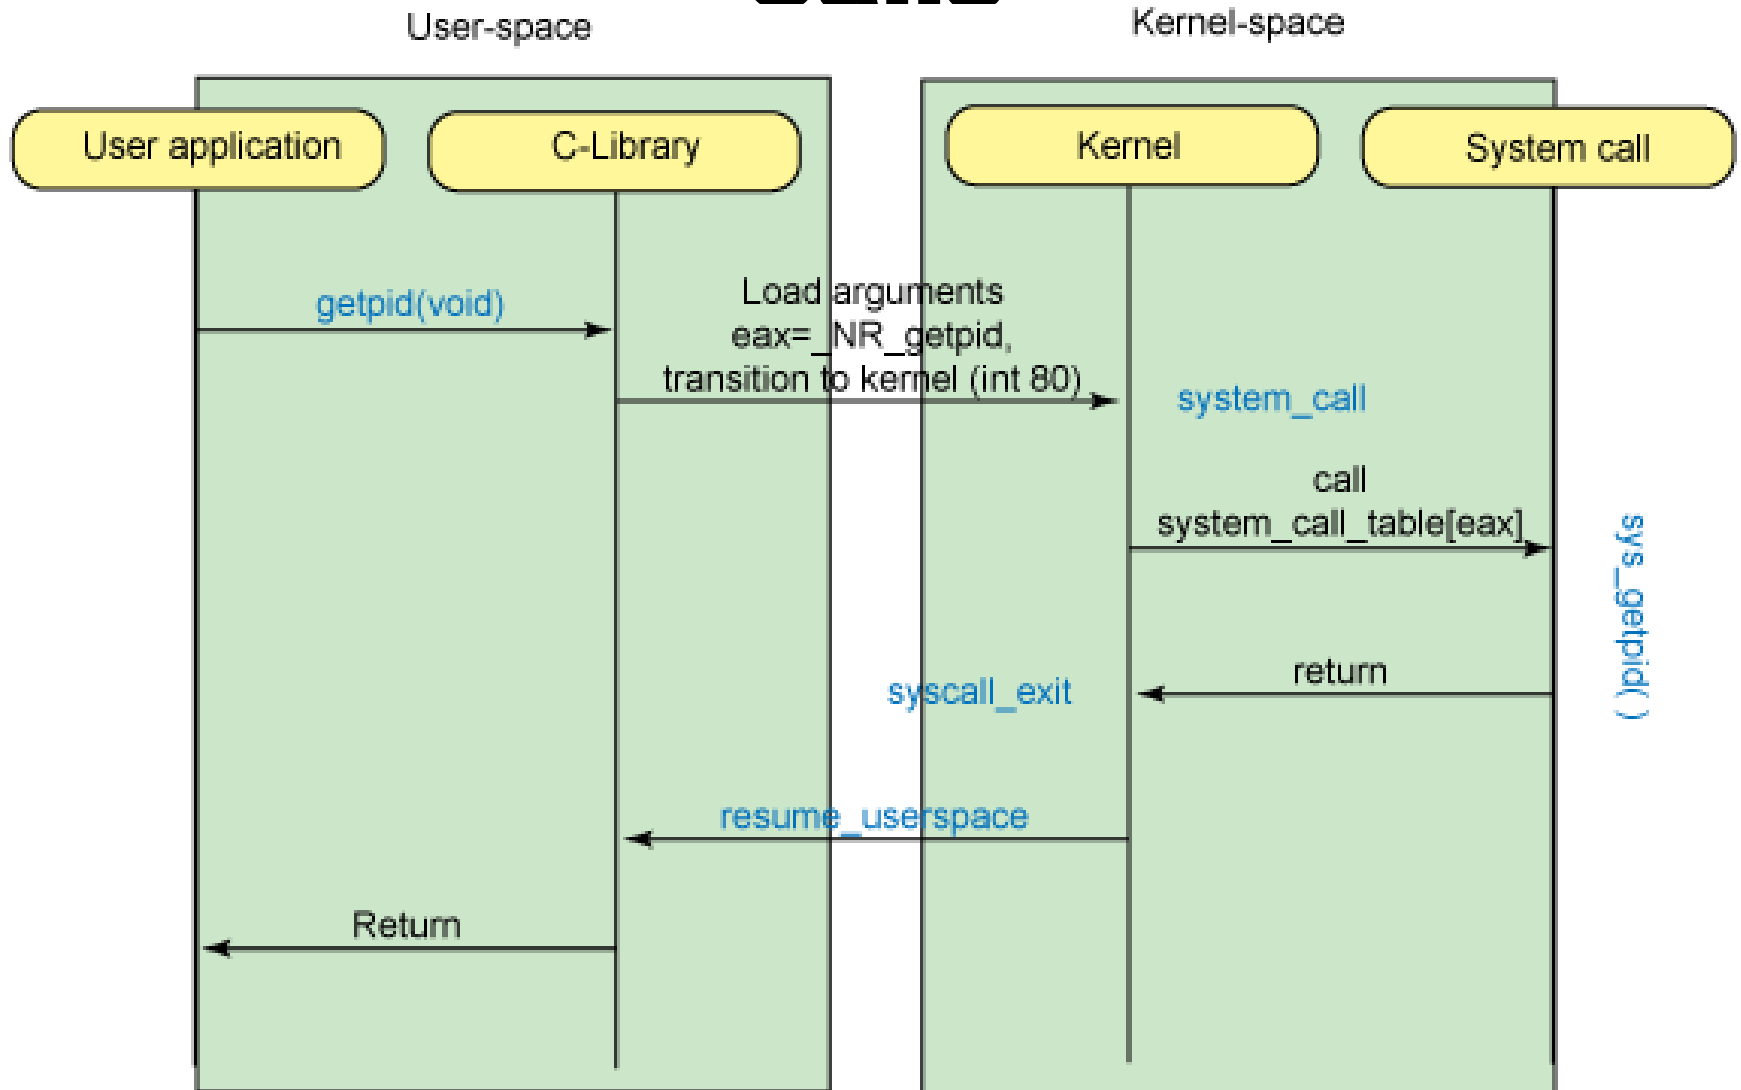 User-space
Kernel-space
User application
C-Library
Kernel
System call
getpid(void)
Load arguments
eax=_NR_getpid,
transition to kernel (int 80)
system_call
call
system_call_table[eax]
sys_getpid( )
return
syscall_exit
resume_userspace
Return